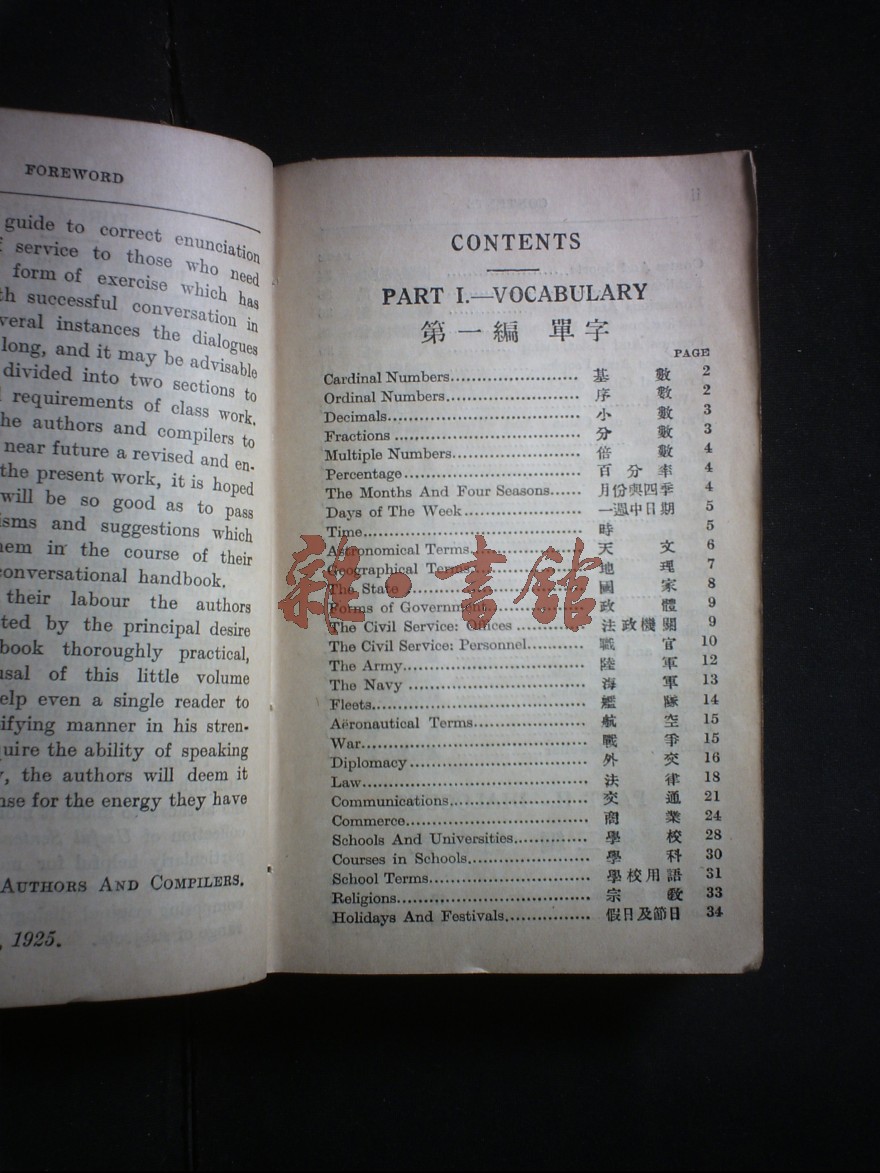 FOREWORD
guide to correct enunciation
service to those who need
form of exercise which has
successful conversation in
several instances the dialogues
long, and it may be advisable
divided into two sections to
requirements of class work.
the authors and compilers to
near future a revised and en-
the present work, it is hoped
will be so good as to pass
isms and suggestions which
them in the course of their
conversational handbook.
their labour the authors
ted by the principal desire
book thoroughly practical,
usal of this little volume
elp even a single reader to
ifying manner in his stren-
quire the ability of speaking
, the authors will deem it
nse for the energy they have
AUTHORS AND COMPILERS.
, 1925.
CONTENTS
PART I.—VOCABULARY
第一編 單字
PAGE
Cardinal Numbers 基數 2
Ordinal Numbers 序數 2
Decimals 小數 3
Fractions 分數 3
Multiple Numbers 倍數 4
Percentage 百分率 4
The Months And Four Seasons 月份與四季 4
Days of The Week 一週中日期 5
Time 時 5
Astronomical Terms 天文 6
Geographical Terms 地理 7
The State 國家 8
Forms of Government 政體 9
The Civil Service: Offices 法政機關 9
The Civil Service: Personnel 職官 10
The Army 陸軍 12
The Navy 海軍 13
Fleets 艦隊 14
Aëronautical Terms 航空 15
War 戰爭 15
Diplomacy 外交 16
Law 法律 18
Communications 交通 21
Commerce 商業 24
Schools And Universities 學校 28
Courses in Schools 學科 30
School Terms 學校用語 31
Religions 宗教 33
Holidays And Festivals 假日及節日 34
雜·書館